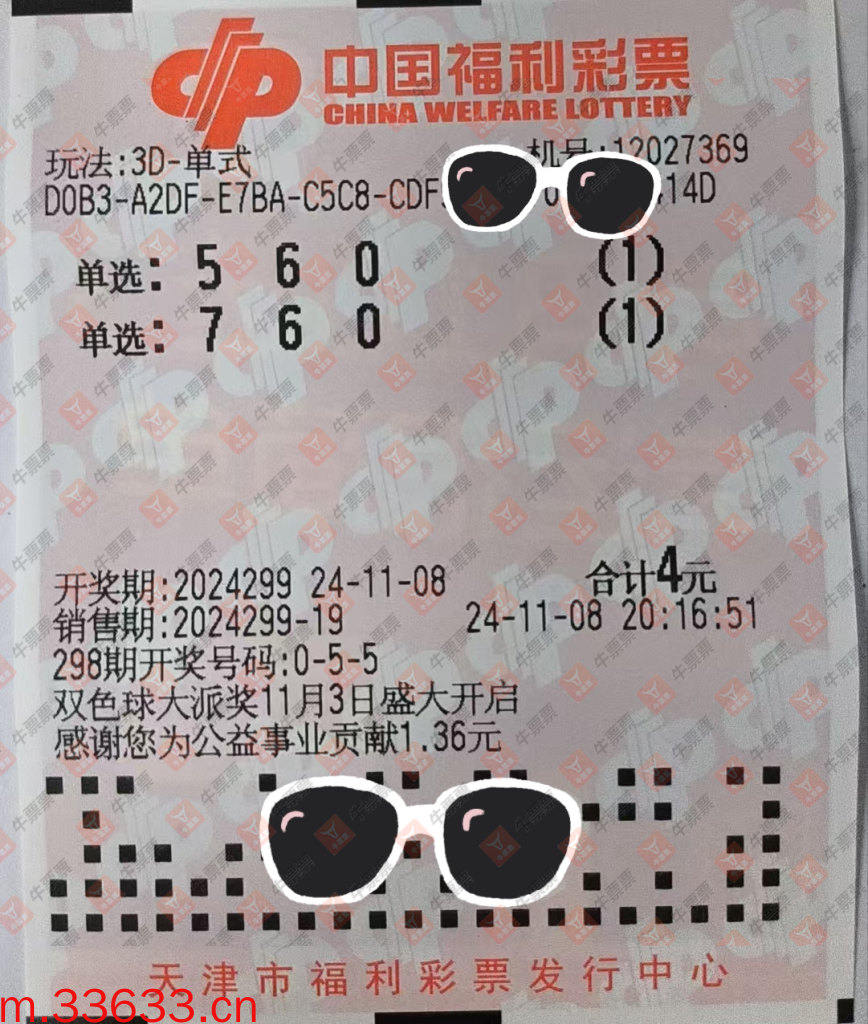 中国福利彩票
CHINA WELFARE LOTTERY
玩法:3D-单式 机号:12027369
D0B3-A2DF-E7BA-C5C8-CDF 14D
单选: 5 6 0 (1)
单选: 7 6 0 (1)
开奖期:2024299 24-11-08 合计4元
销售期:2024299-19 24-11-08 20:16:51
298期开奖号码:0-5-5
双色球大派奖11月3日盛大开启
感谢您为公益事业贡献1.36元
天津市福利彩票发行中心
m.33633.cn
牛票票